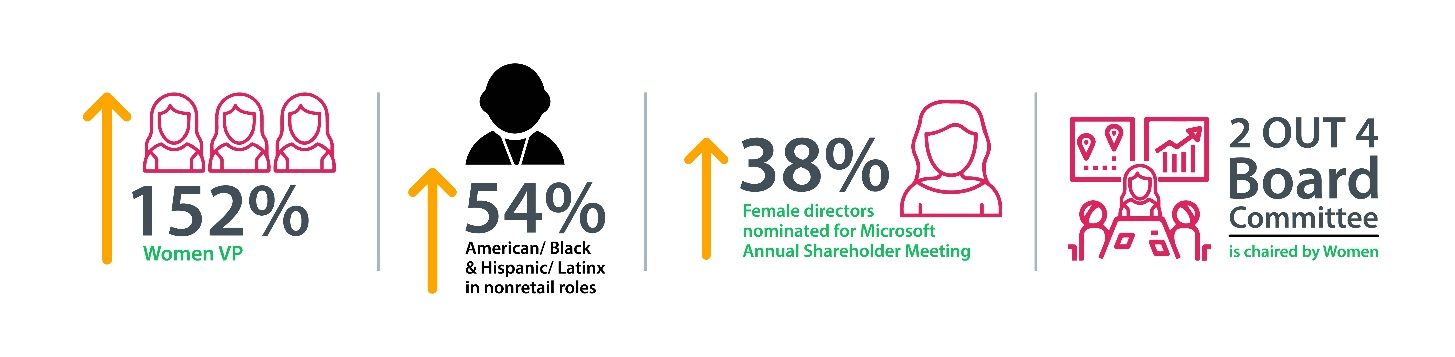 152%
Women VP
54%
American/ Black
& Hispanic/ Latinx
in nonretail roles
38%
Female directors
nominated for Microsoft
Annual Shareholder Meeting
2 OUT 4
Board
Committee
is chaired by Women